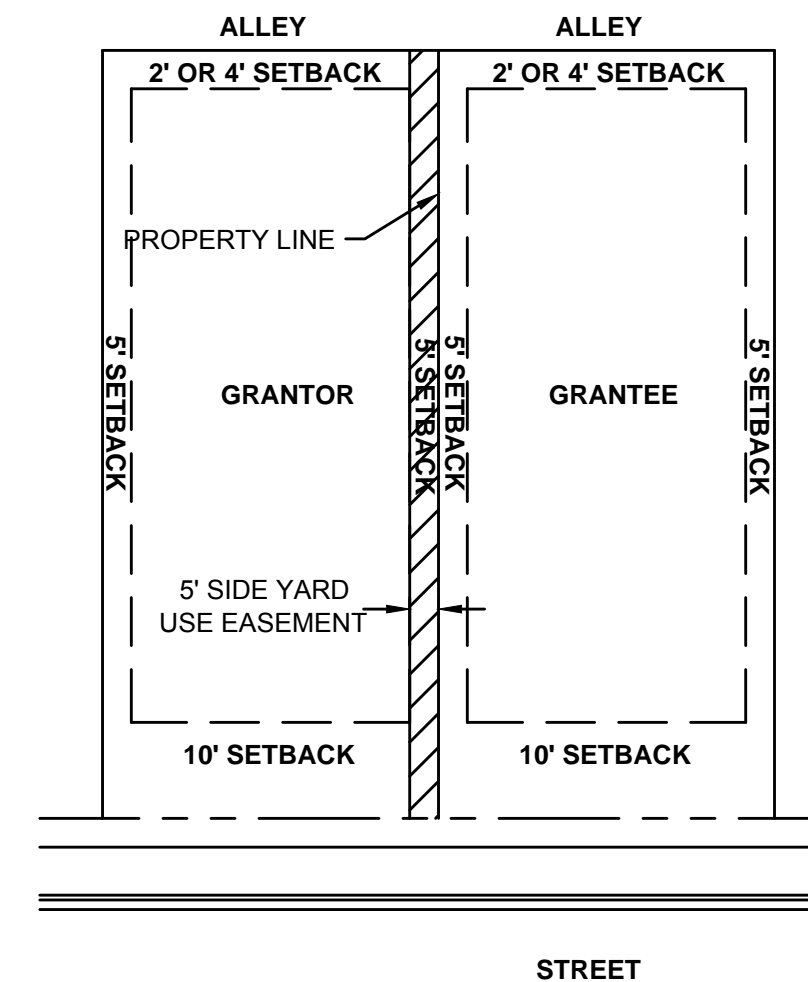 ALLEY
ALLEY
2' OR 4' SETBACK
2' OR 4' SETBACK
PROPERTY LINE
5' SETBACK
GRANTOR
5' SETBACK
5' SETBACK
GRANTEE
5' SETBACK
5' SIDE YARD
USE EASEMENT
10' SETBACK
10' SETBACK
STREET